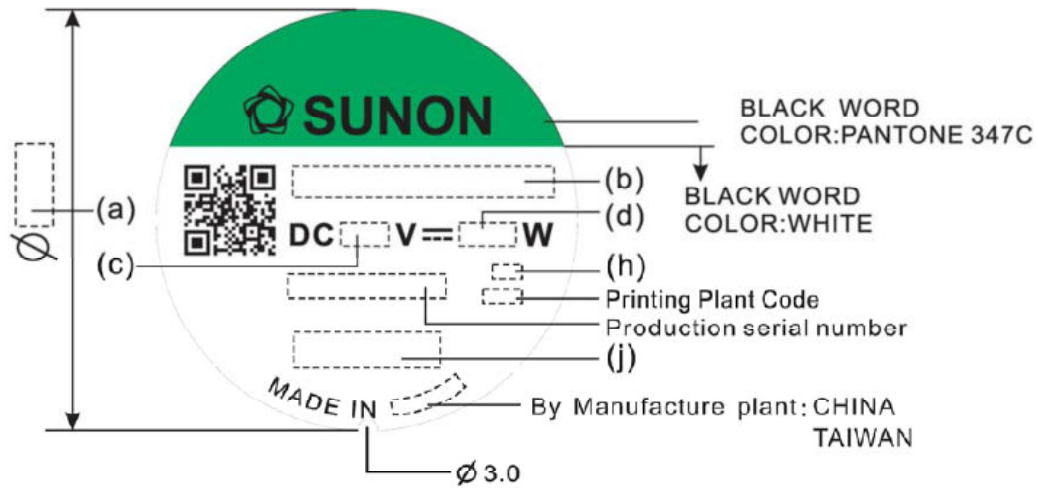 SUNON
BLACK WORD
COLOR:PANTONE 347C
(a)
Ø
(b)
BLACK WORD
COLOR:WHITE
DC V W
(d)
(c)
(h)
Printing Plant Code
Production serial number
(j)
MADE IN
By Manufacture plant: CHINA
TAIWAN
Ø 3.0